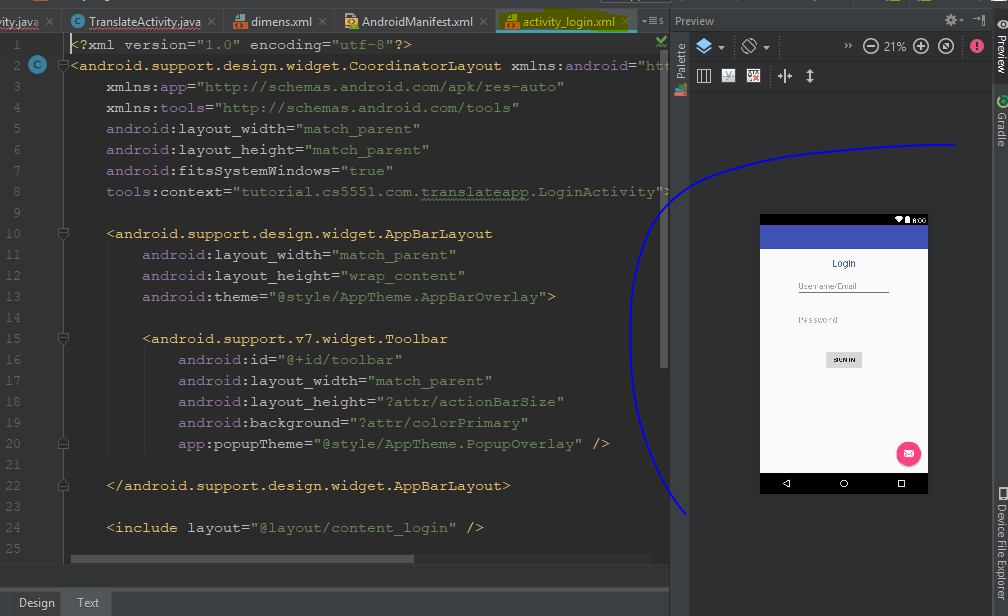 ity.java
TranslateActivity.java
dimens.xml
AndroidManifest.xml
activity_login.xml
5
Preview
1 <?xml version="1.0" encoding="utf-8"?>
2 <android.support.design.widget.CoordinatorLayout xmlns:android="htt
3 xmlns:app="http://schemas.android.com/apk/res-auto"
4 xmlns:tools="http://schemas.android.com/tools"
5 android:layout_width="match_parent"
6 android:layout_height="match_parent"
7 android:fitsSystemWindows="true"
8 tools:context="tutorial.cs5551.com.translateapp.LoginActivity">
9
10 <android.support.design.widget.AppBarLayout
11 android:layout_width="match_parent"
12 android:layout_height="wrap_content"
13 android:theme="@style/AppTheme.AppBarOverlay">
14
15 <android.support.v7.widget.Toolbar
16 android:id="@+id/toolbar"
17 android:layout_width="match_parent"
18 android:layout_height="?attr/actionBarSize"
19 android:background="?attr/colorPrimary"
20 app:popupTheme="@style/AppTheme.PopupOverlay" />
21
22 </android.support.design.widget.AppBarLayout>
23
24 <include layout="@layout/content_login" />
25
Design
Text
Palette
21%
6:00
Login
Username/Email
Password
SIGN IN
Preview
Gradle
Device File Explorer